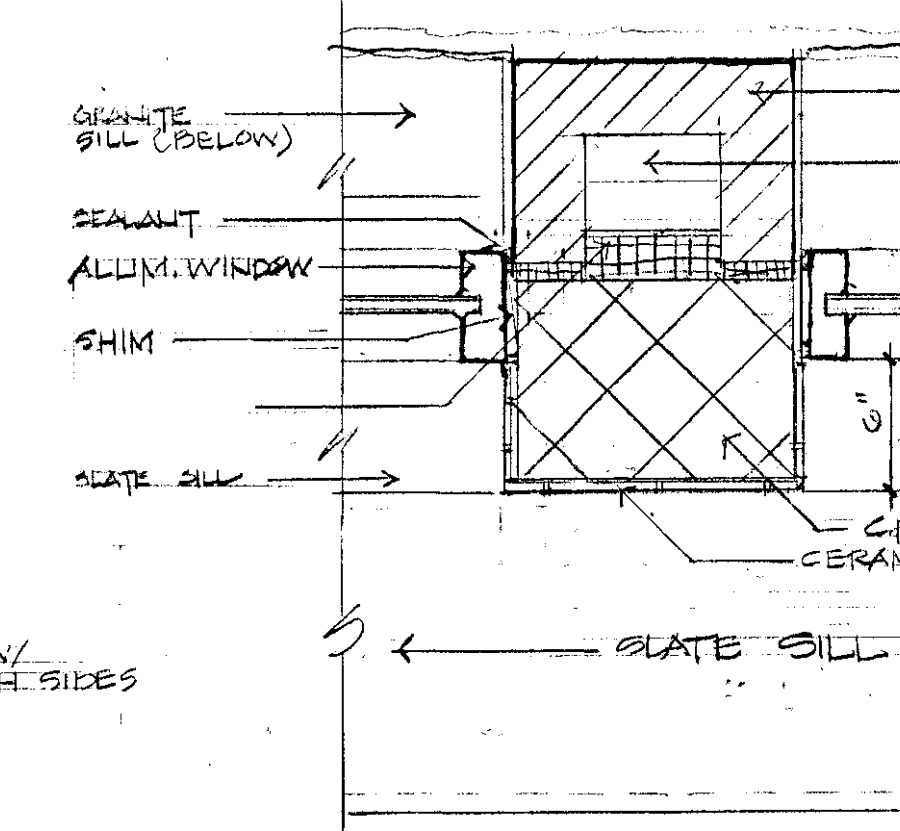 GRANITE
SILL (BELOW)
SEALANT
ALUM. WINDOW
SHIM
6"
SLATE SILL
CERAM
SLATE SILL
W/
SIDES